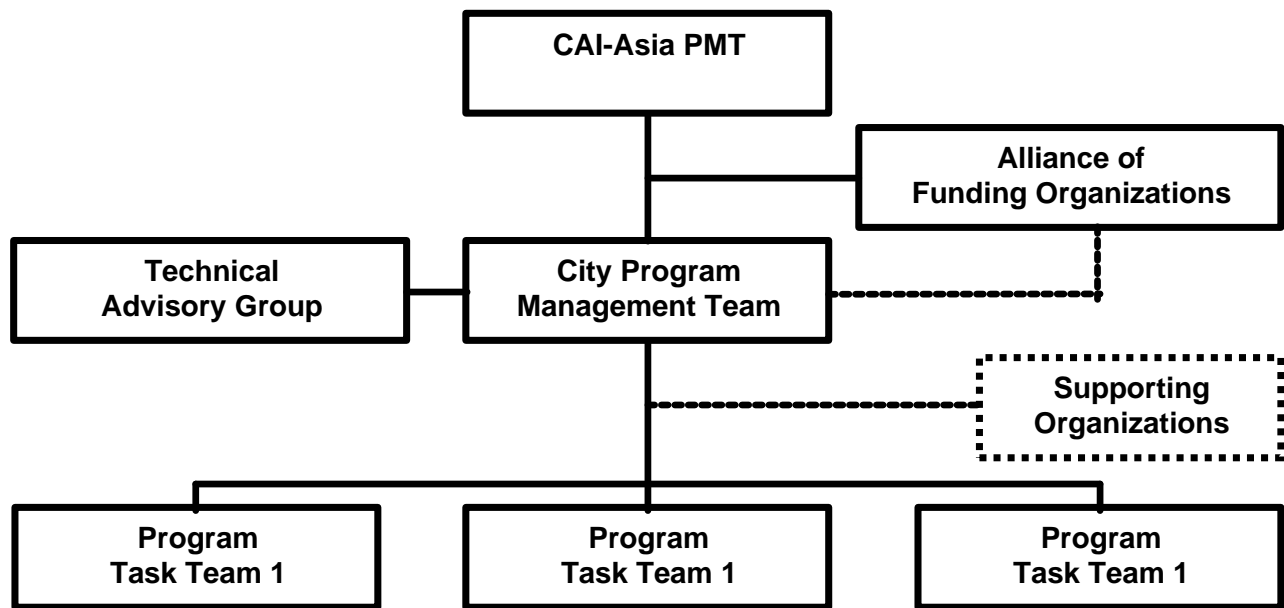 CAI-Asia PMT
Alliance of
Funding Organizations
Technical
Advisory Group
City Program
Management Team
Supporting
Organizations
Program
Task Team 1
Program
Task Team 1
Program
Task Team 1